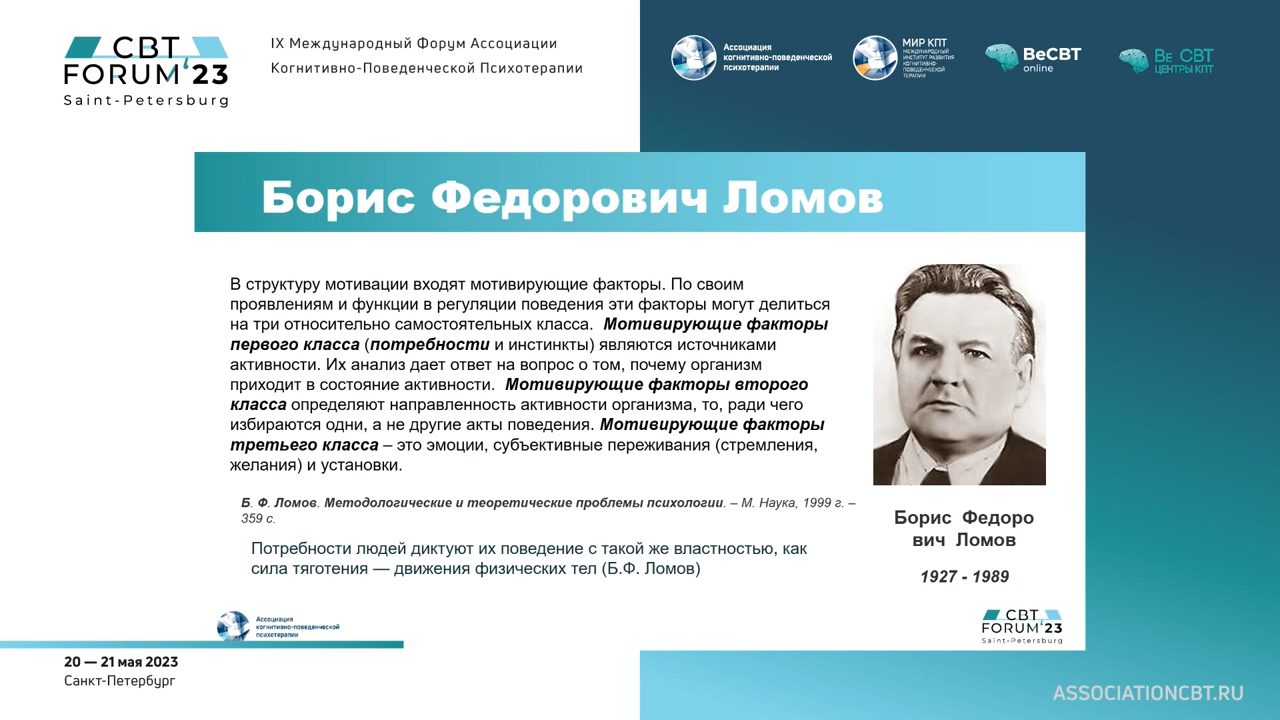 CBT
FORUM'23
Saint-Petersburg
IX Международный Форум Ассоциации
Когнитивно-Поведенческой Психотерапии
Ассоциация
когнитивно-поведенческой
психотерапии
МИР КПТ
МЕЖДУНАРОДНЫЙ
ИНСТИТУТ РАЗВИТИЯ
КОГНИТИВНО-
ПОВЕДЕНЧЕСКОЙ
ТЕРАПИИ
BeCBT
online
Be CBT
ЦЕНТРЫ КПТ
Борис Федорович Ломов
В структуру мотивации входят мотивирующие факторы. По своим
проявлениям и функции в регуляции поведения эти факторы могут делиться
на три относительно самостоятельных класса. Мотивирующие факторы
первого класса (потребности и инстинкты) являются источниками
активности. Их анализ дает ответ на вопрос о том, почему организм
приходит в состояние активности. Мотивирующие факторы второго
класса определяют направленность активности организма, то, ради чего
избираются одни, а не другие акты поведения. Мотивирующие факторы
третьего класса – это эмоции, субъективные переживания (стремления,
желания) и установки.
Б. Ф. Ломов. Методологические и теоретические проблемы психологии. – М. Наука, 1999 г. –
359 с.
Потребности людей диктуют их поведение с такой же властностью, как
сила тяготения — движения физических тел (Б.Ф. Ломов)
Борис Федоро
вич Ломов
1927 - 1989
Ассоциация
когнитивно-поведенческой
психотерапии
CBT
FORUM'23
Saint-Petersburg
20 — 21 мая 2023
Санкт-Петербург
ASSOCIATIONCBT.RU